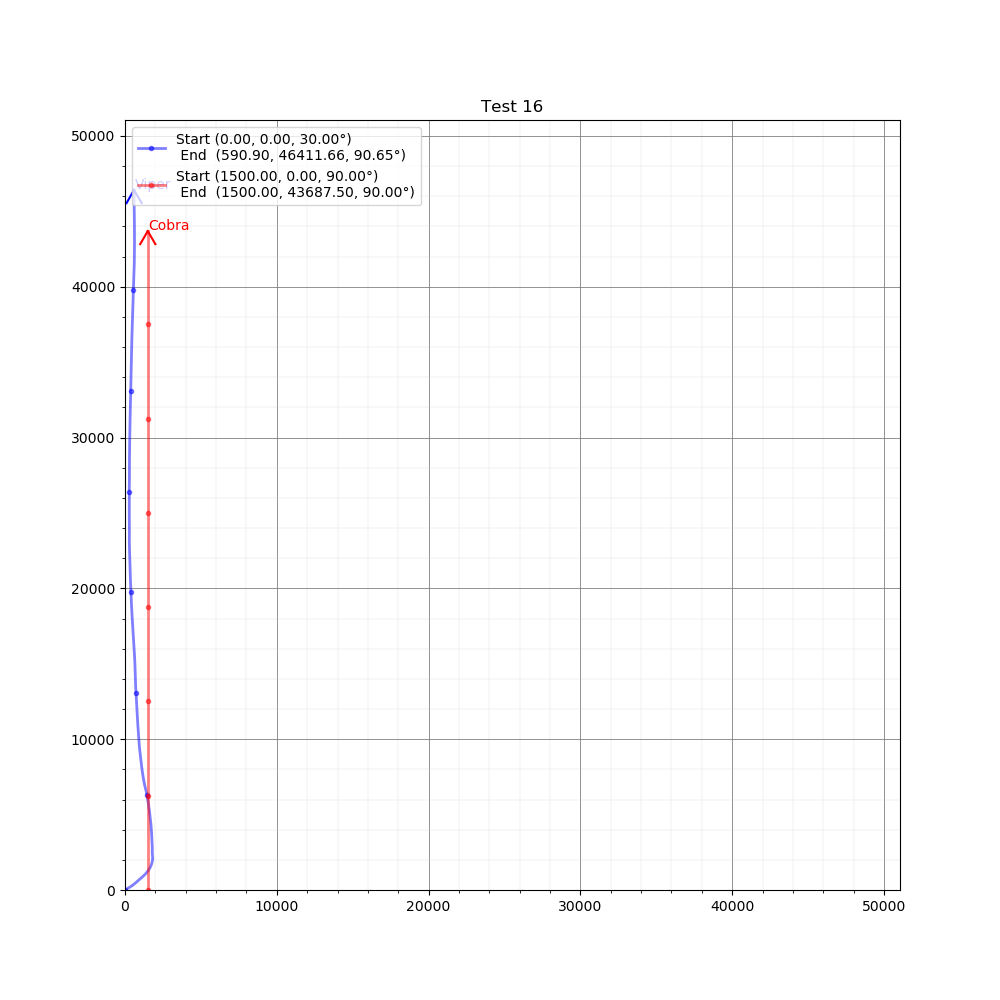 Test 16
50000
40000
30000
20000
10000
0
Start (0.00, 0.00, 30.00°)
End (590.90, 46411.66, 90.65°)
Start (1500.00, 0.00, 90.00°)
End (1500.00, 43687.50, 90.00°)
Viper
Cobra
0
10000
20000
30000
40000
50000